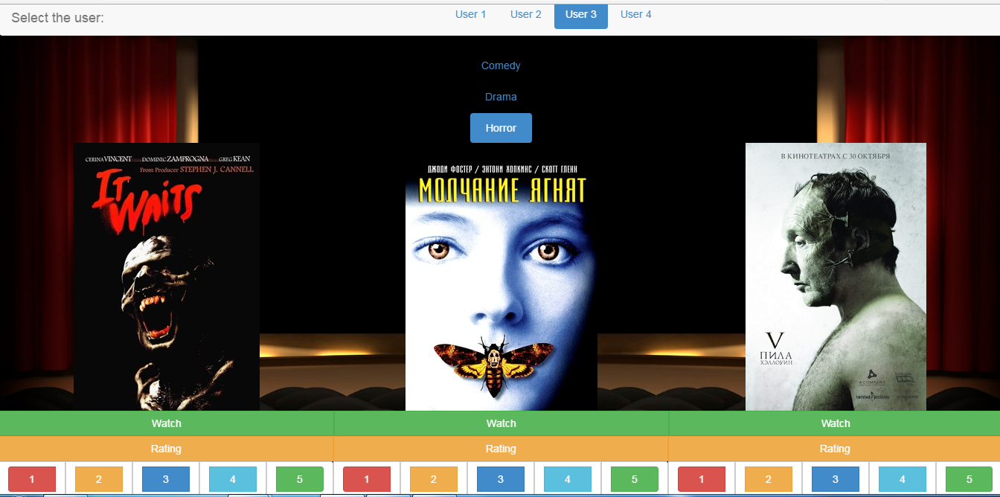 Select the user:
User 1 User 2 User 3 User 4
Comedy
Drama
Horror
CERINA VINCENT DOMINIC ZAMPROGNA GREG KEAN
From Producer STEPHEN J. CANNELL
IT
WAITS
ДЖОДИ ФОСТЕР / ЭНТОНИ ХОПКИНС / СКОТТ ГЛЕНН
МОЛЧАНИЕ ЯГНЯТ
В КИНОТЕАТРАХ С 30 ОКТЯБРЯ
V
ПИЛА
ХЭЛЛОУИН
A COMPANY
twisted pictures
Watch Watch Watch
Rating Rating Rating
1 2 3 4 5 1 2 3 4 5 1 2 3 4 5